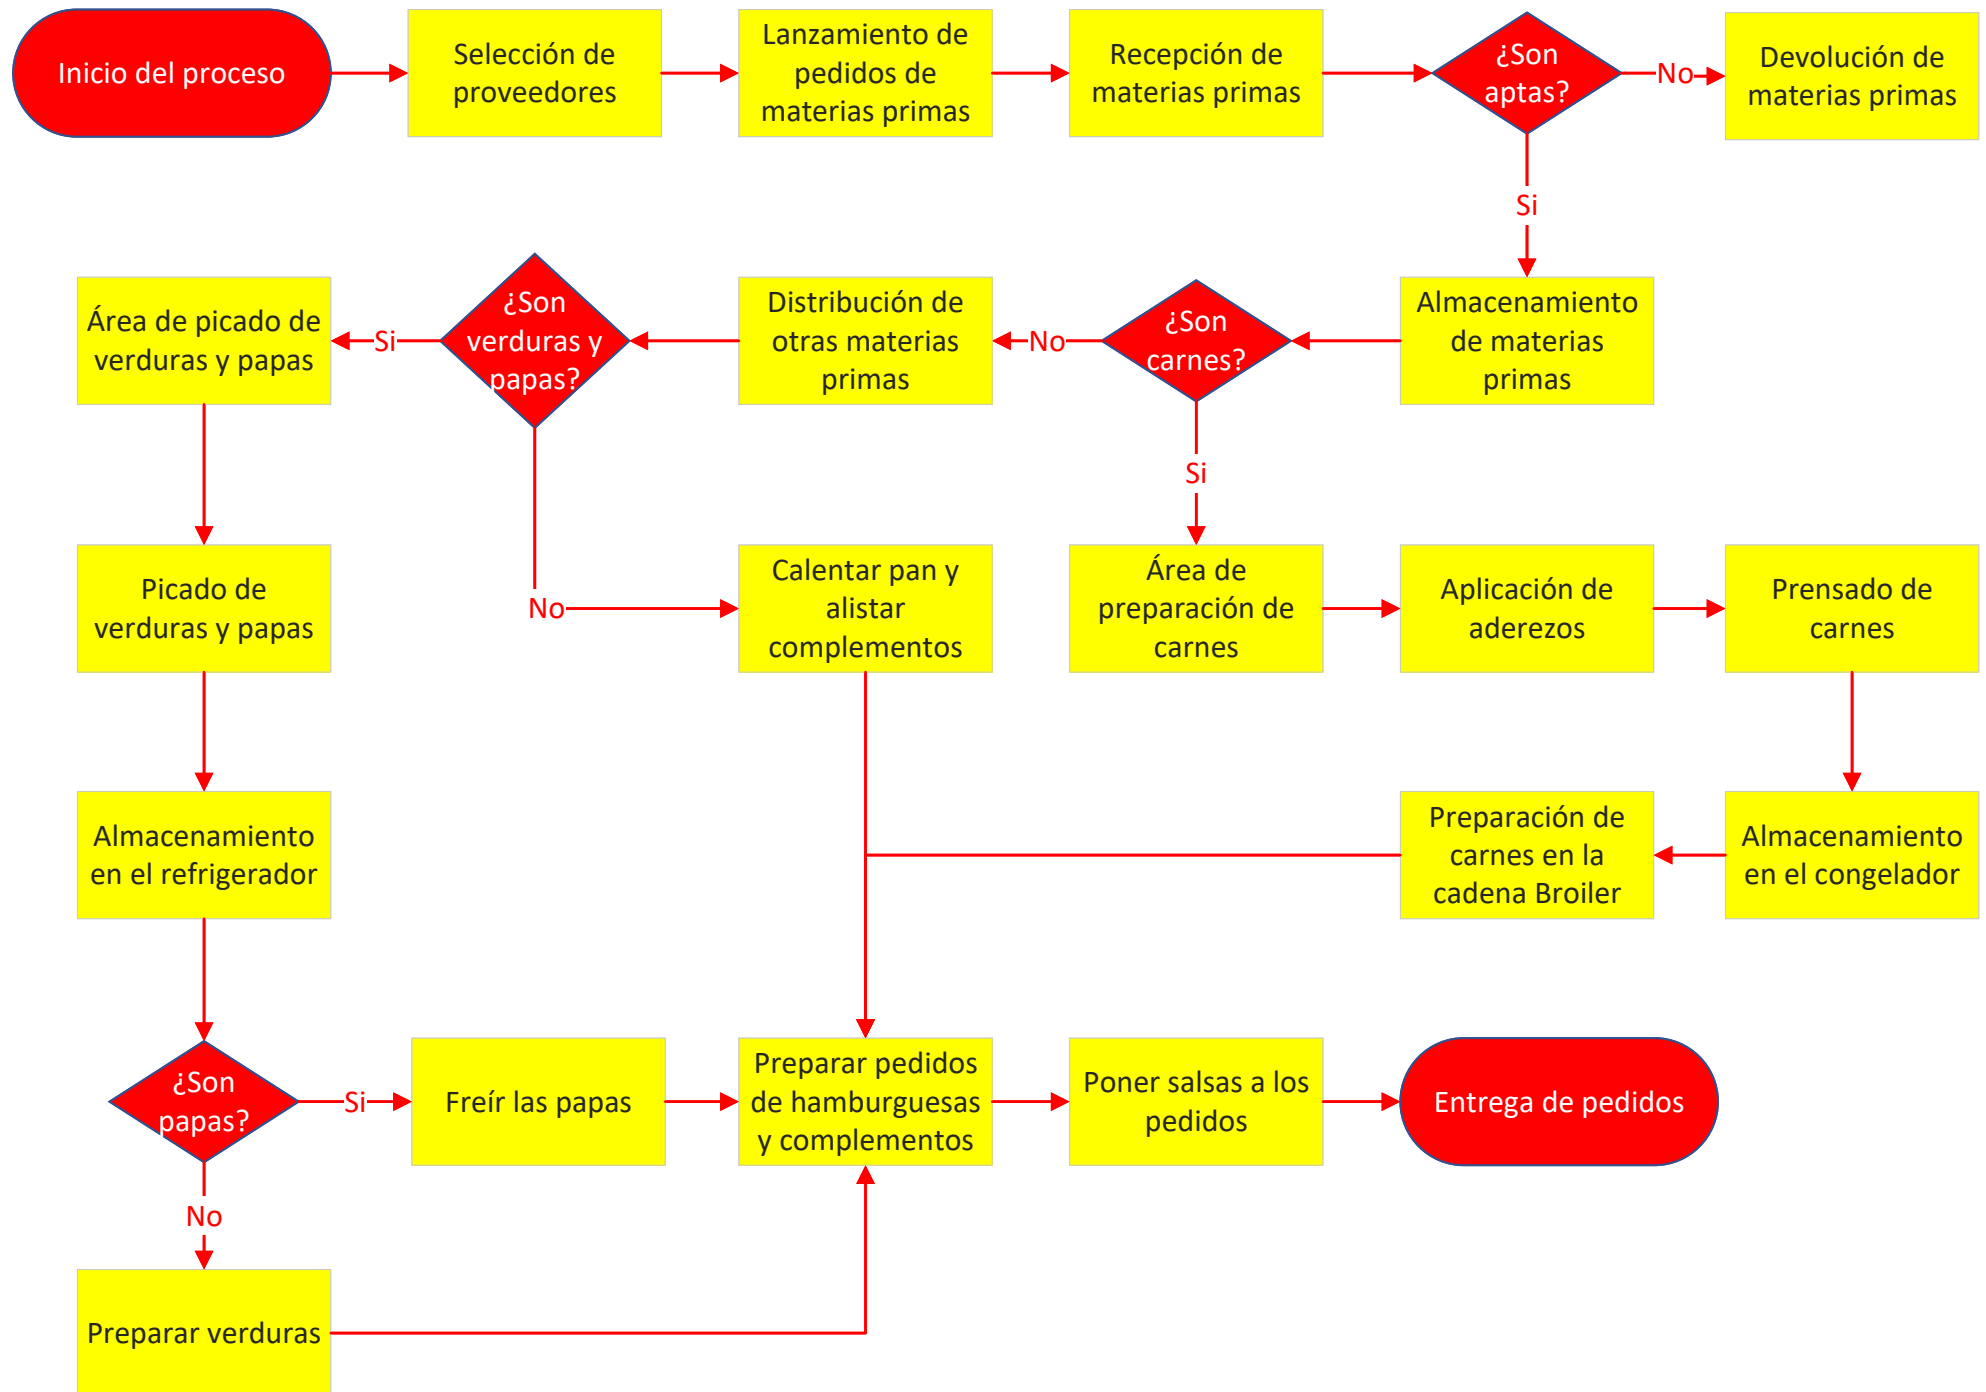 Inicio del proceso
Selección de
proveedores
Lanzamiento de
pedidos de
materias primas
Recepción de
materias primas
¿Son
aptas?
No
Devolución de
materias primas
Si
Área de picado de
verduras y papas
Si
¿Son
verduras y
papas?
Distribución de
otras materias
primas
No
¿Son
carnes?
Almacenamiento
de materias
primas
Si
Picado de
verduras y papas
No
Calentar pan y
alistar
complementos
Área de
preparación de
carnes
Aplicación de
aderezos
Prensado de
carnes
Almacenamiento
en el refrigerador
Preparación de
carnes en la
cadena Broiler
Almacenamiento
en el congelador
¿Son
papas?
Si
Freír las papas
Preparar pedidos
de hamburguesas
y complementos
Poner salsas a los
pedidos
Entrega de pedidos
No
Preparar verduras